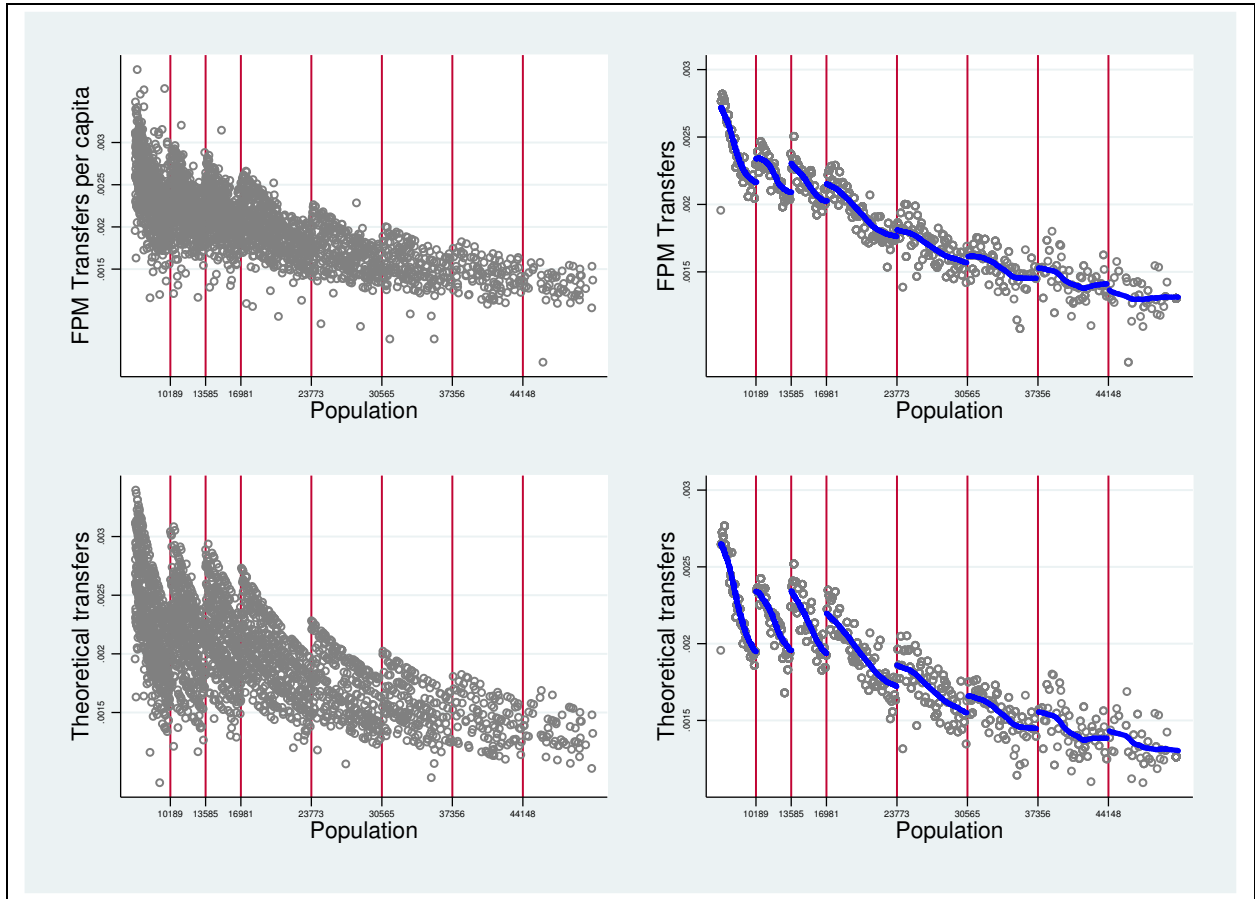 FPM Transfers per capita
.003
.0025
.002
.0015
10189 13585 16981 23773 30565 37356 44148
Population
FPM Transfers
.003
.0025
.002
.0015
10189 13585 16981 23773 30565 37356 44148
Population
Theoretical transfers
.003
.0025
.002
.0015
10189 13585 16981 23773 30565 37356 44148
Population
Theoretical transfers
.003
.0025
.002
.0015
10189 13585 16981 23773 30565 37356 44148
Population